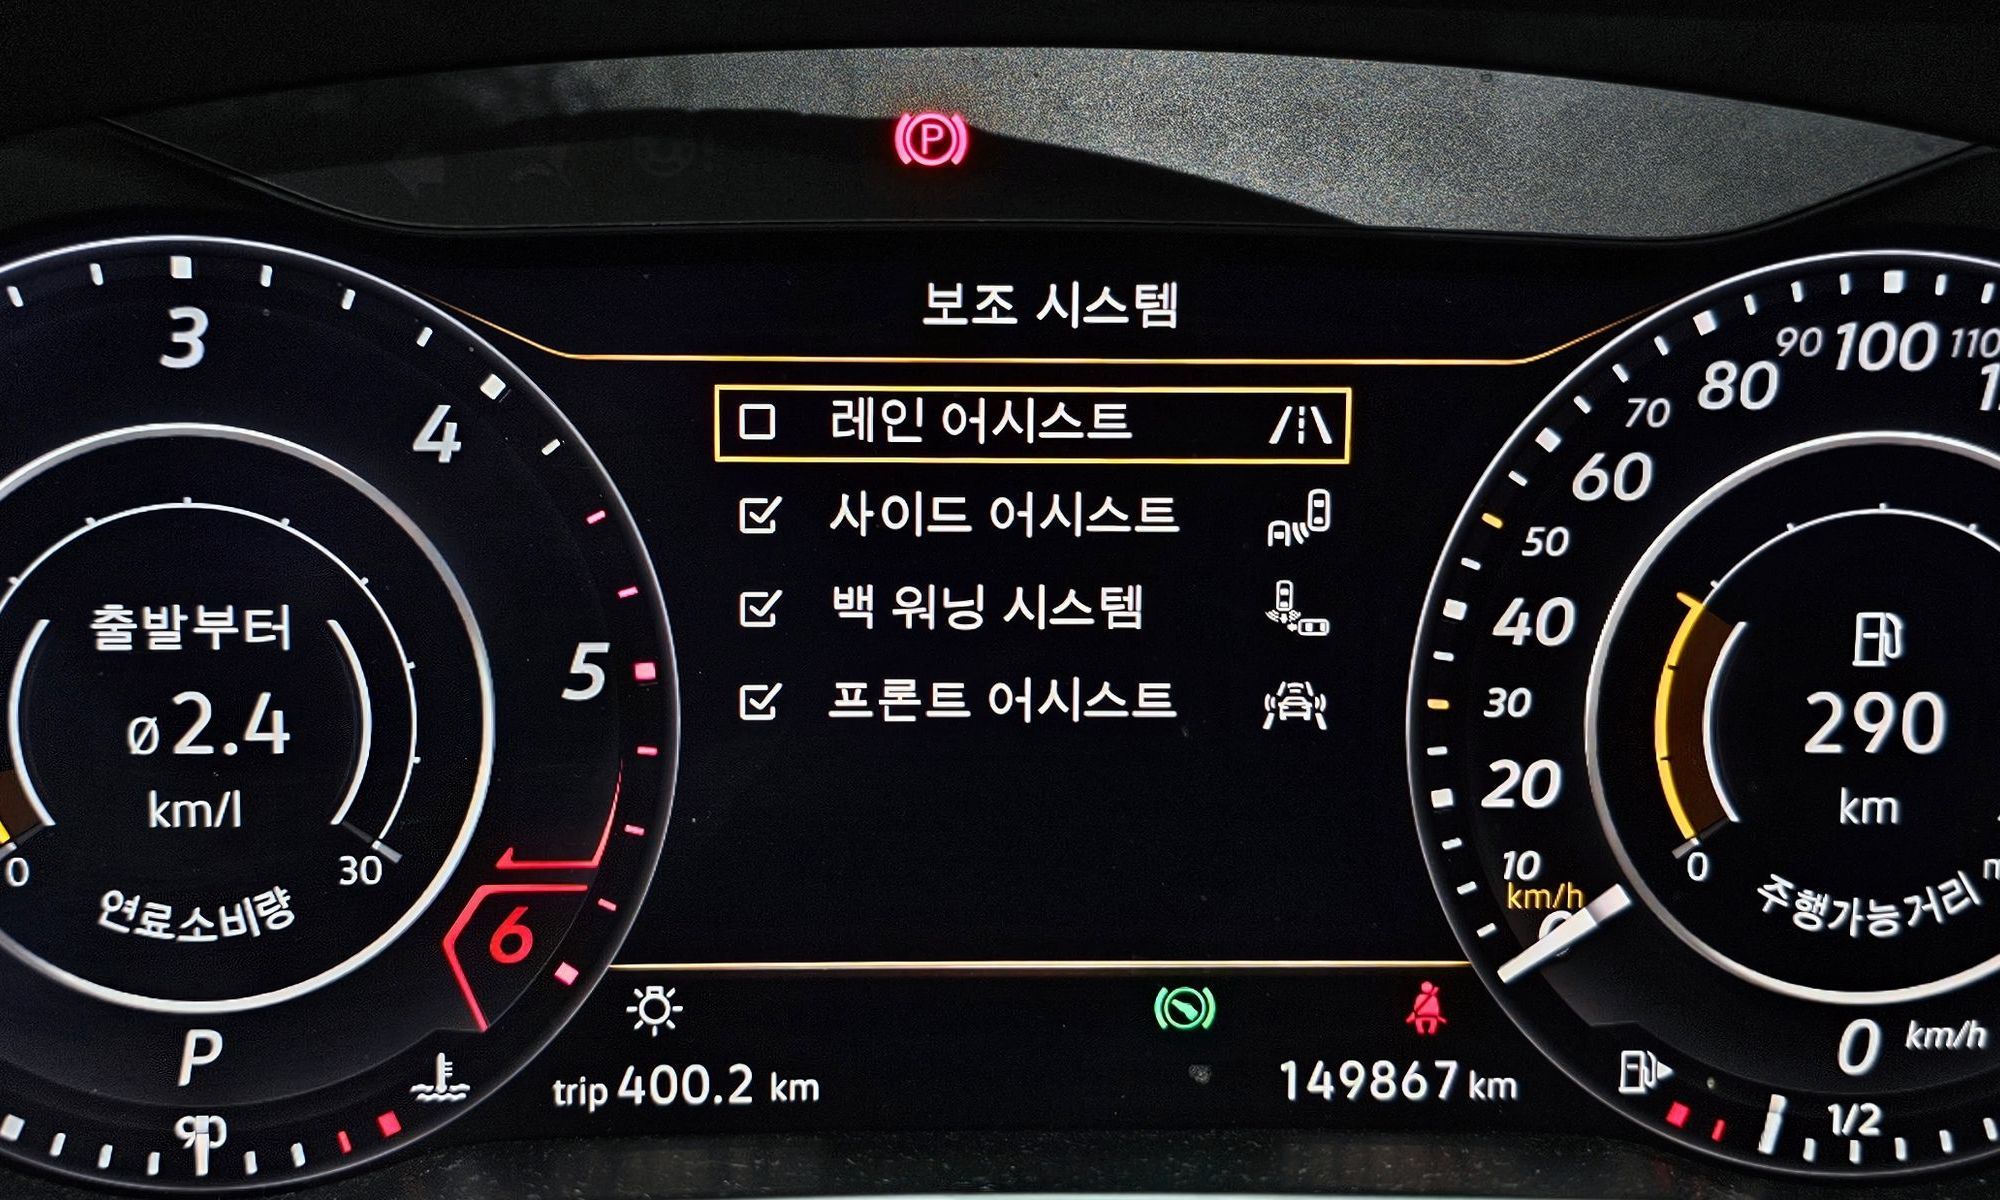 P
보조 시스템
레인 어시스트
사이드 어시스트
백 워닝 시스템
프론트 어시스트
3
4
5
6
출발부터
ø2.4
km/l
0
30
연료소비량
P
90
trip 400.2 km
149867 km
0
10
20
30
40
50
60
70
80
90
100
110
km/h
290
km
0
주행가능거리
0 km/h
1/2